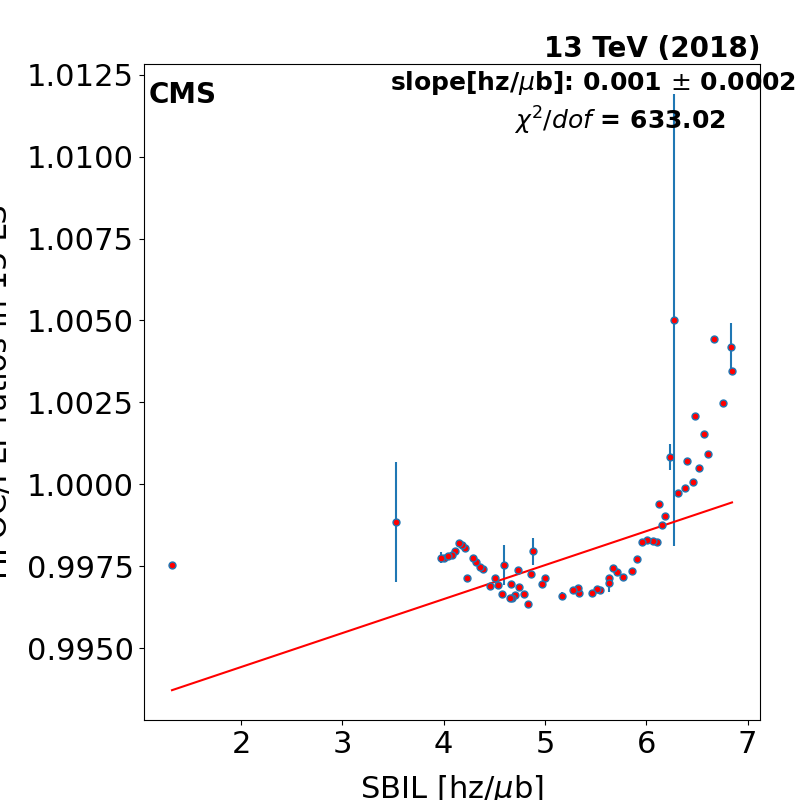 13 TeV (2018)
CMS
slope[hz/μb]: 0.001 ± 0.0002
χ²/dof = 633.02
1.0125
1.0100
1.0075
1.0050
1.0025
1.0000
0.9975
0.9950
2 3 4 5 6 7
SBIL [hz/μb]